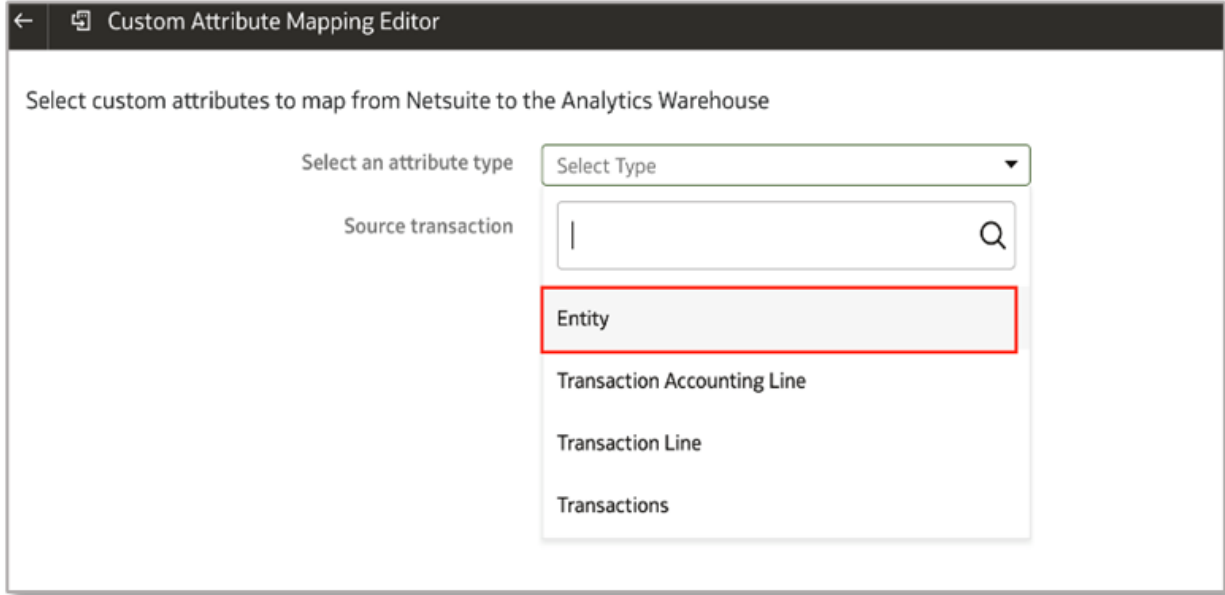 Custom Attribute Mapping Editor
Select custom attributes to map from Netsuite to the Analytics Warehouse
Select an attribute type
Select Type
Source transaction
Entity
Transaction Accounting Line
Transaction Line
Transactions